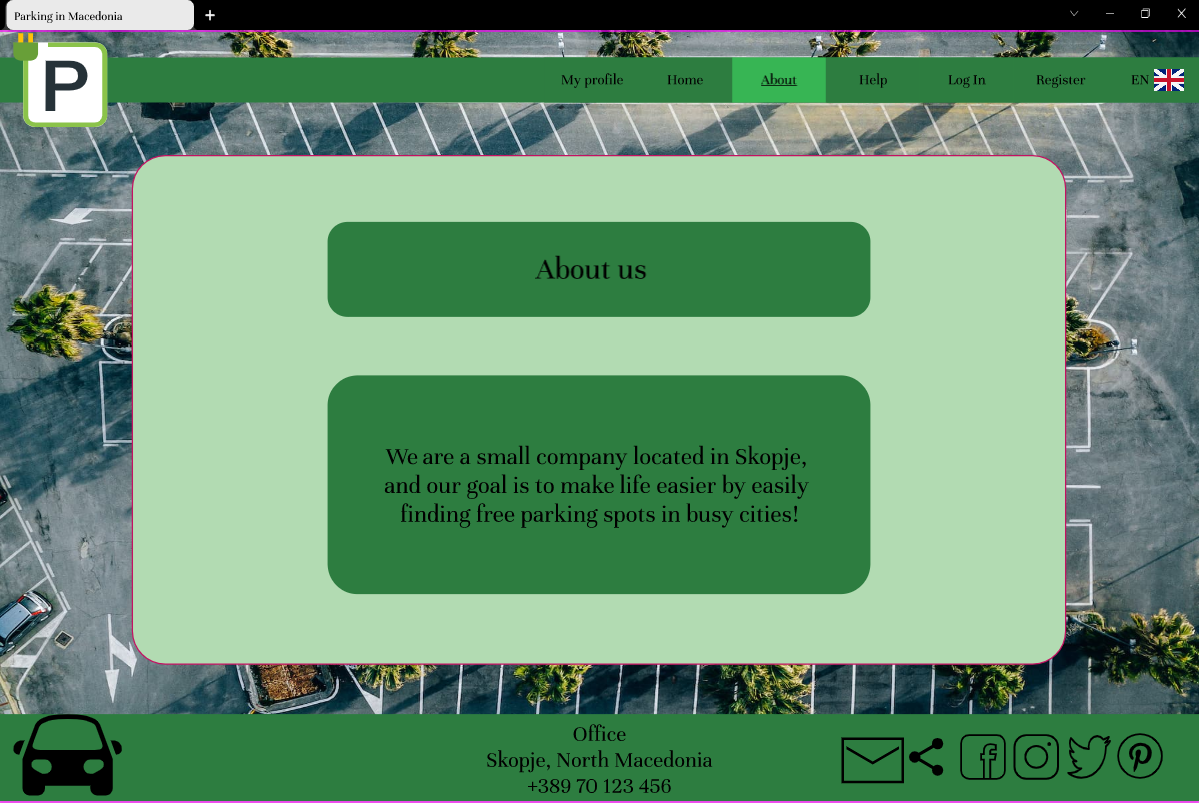 Parking in Macedonia
P
My profile Home About Help Log In Register EN
About us
We are a small company located in Skopje,
and our goal is to make life easier by easily
finding free parking spots in busy cities!
Office
Skopje, North Macedonia
+389 70 123 456